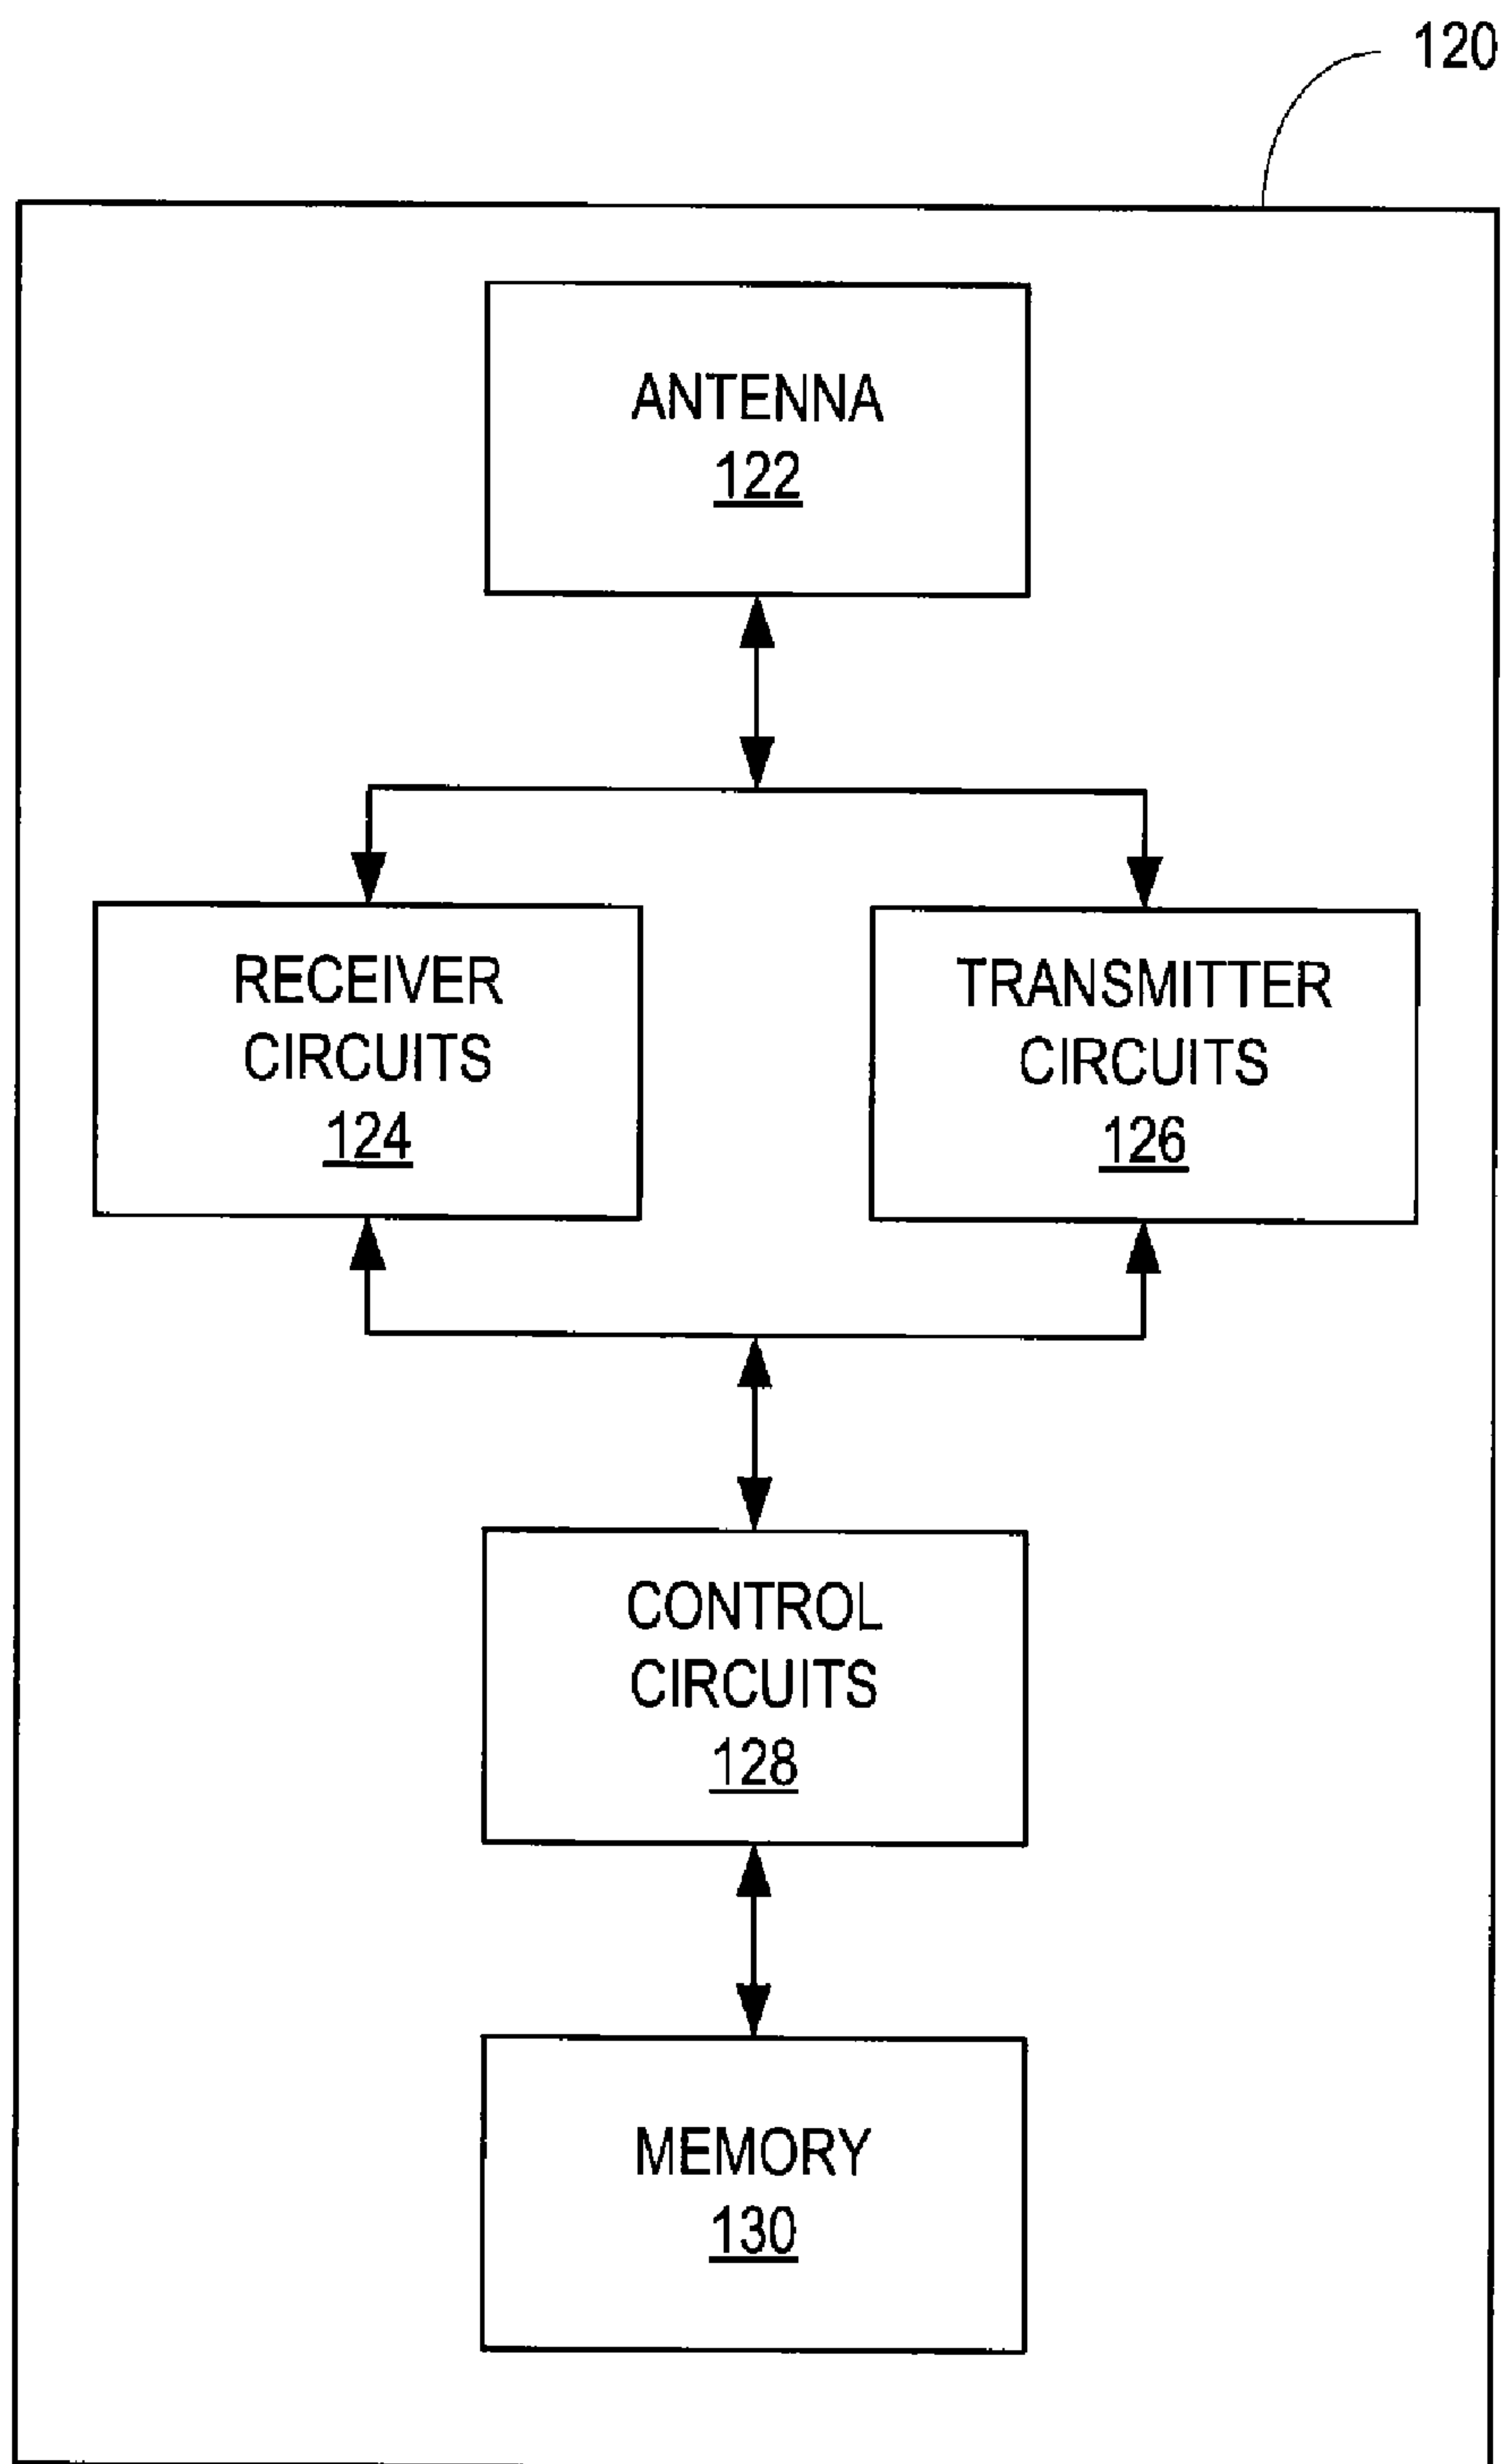 120
ANTENNA
122
RECEIVER
CIRCUITS
124
TRANSMITTER
CIRCUITS
126
CONTROL
CIRCUITS
128
MEMORY
130